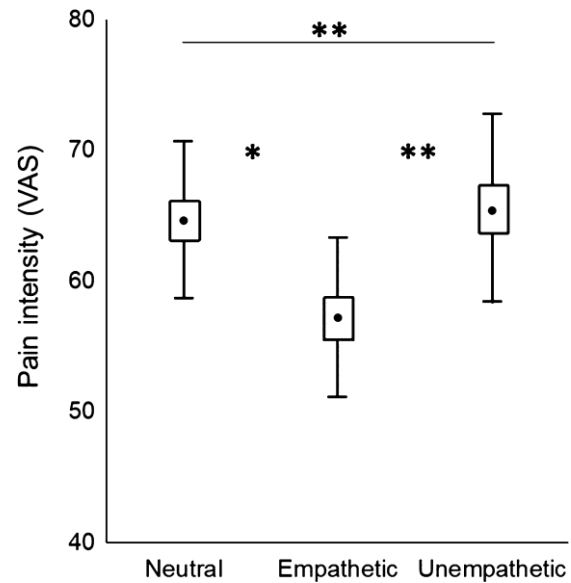 80
**
70
*
**
Pain intensity (VAS)
60
50
40
Neutral
Empathetic
Unempathetic